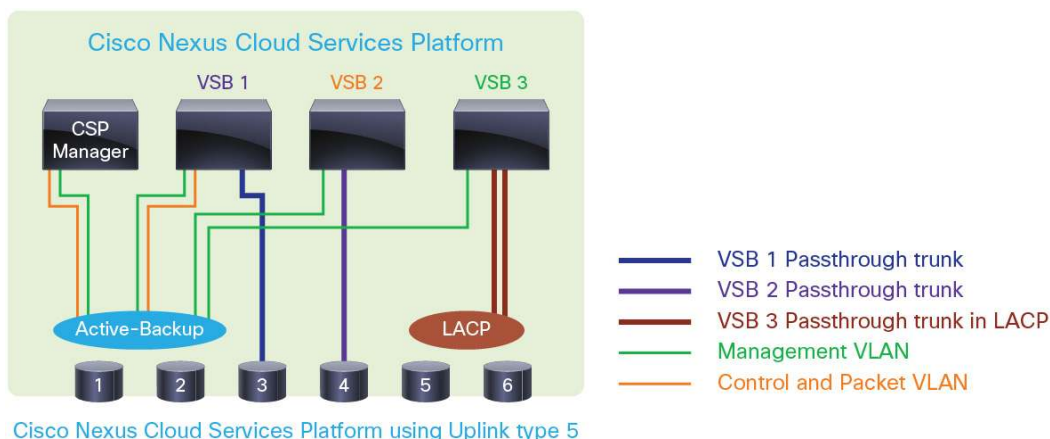 Cisco Nexus Cloud Services Platform
VSB 1
VSB 2
VSB 3
CSP
Manager
Active-Backup
LACP
1
2
3
4
5
6
VSB 1 Passthrough trunk
VSB 2 Passthrough trunk
VSB 3 Passthrough trunk in LACP
Management VLAN
Control and Packet VLAN
Cisco Nexus Cloud Services Platform using Uplink type 5